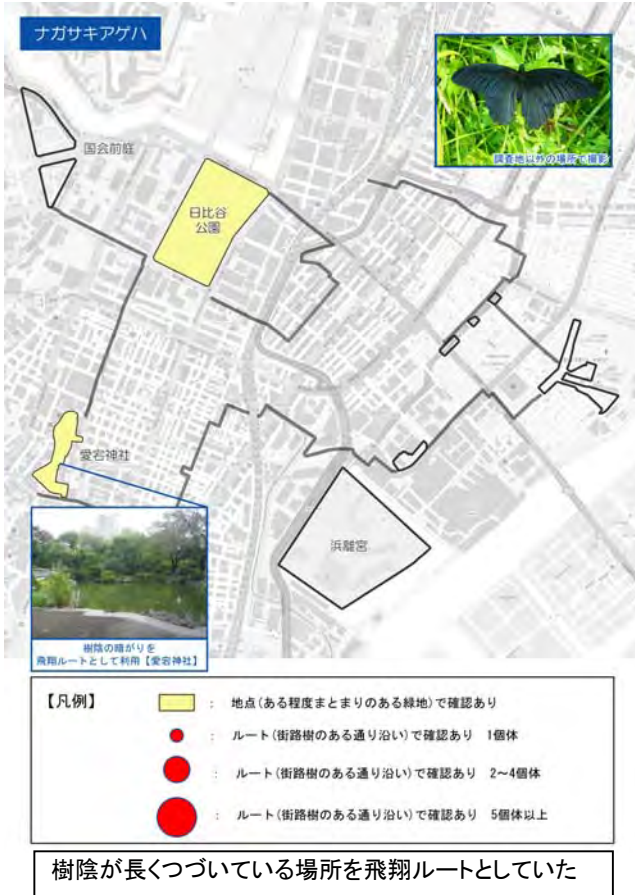 ナガサキアゲハ
調査地以外の場所で撮影
国会前庭
日比谷
公園
愛宕神社
浜離宮
樹陰の暗がりを
飛翔ルートとして利用【愛宕神社】
【凡例】
： 地点(ある程度まとまりのある緑地)で確認あり
： ルート(街路樹のある通り沿い)で確認あり 1個体
： ルート(街路樹のある通り沿い)で確認あり 2～4個体
： ルート(街路樹のある通り沿い)で確認あり 5個体以上
樹陰が長くつづいている場所を飛翔ルートとしていた